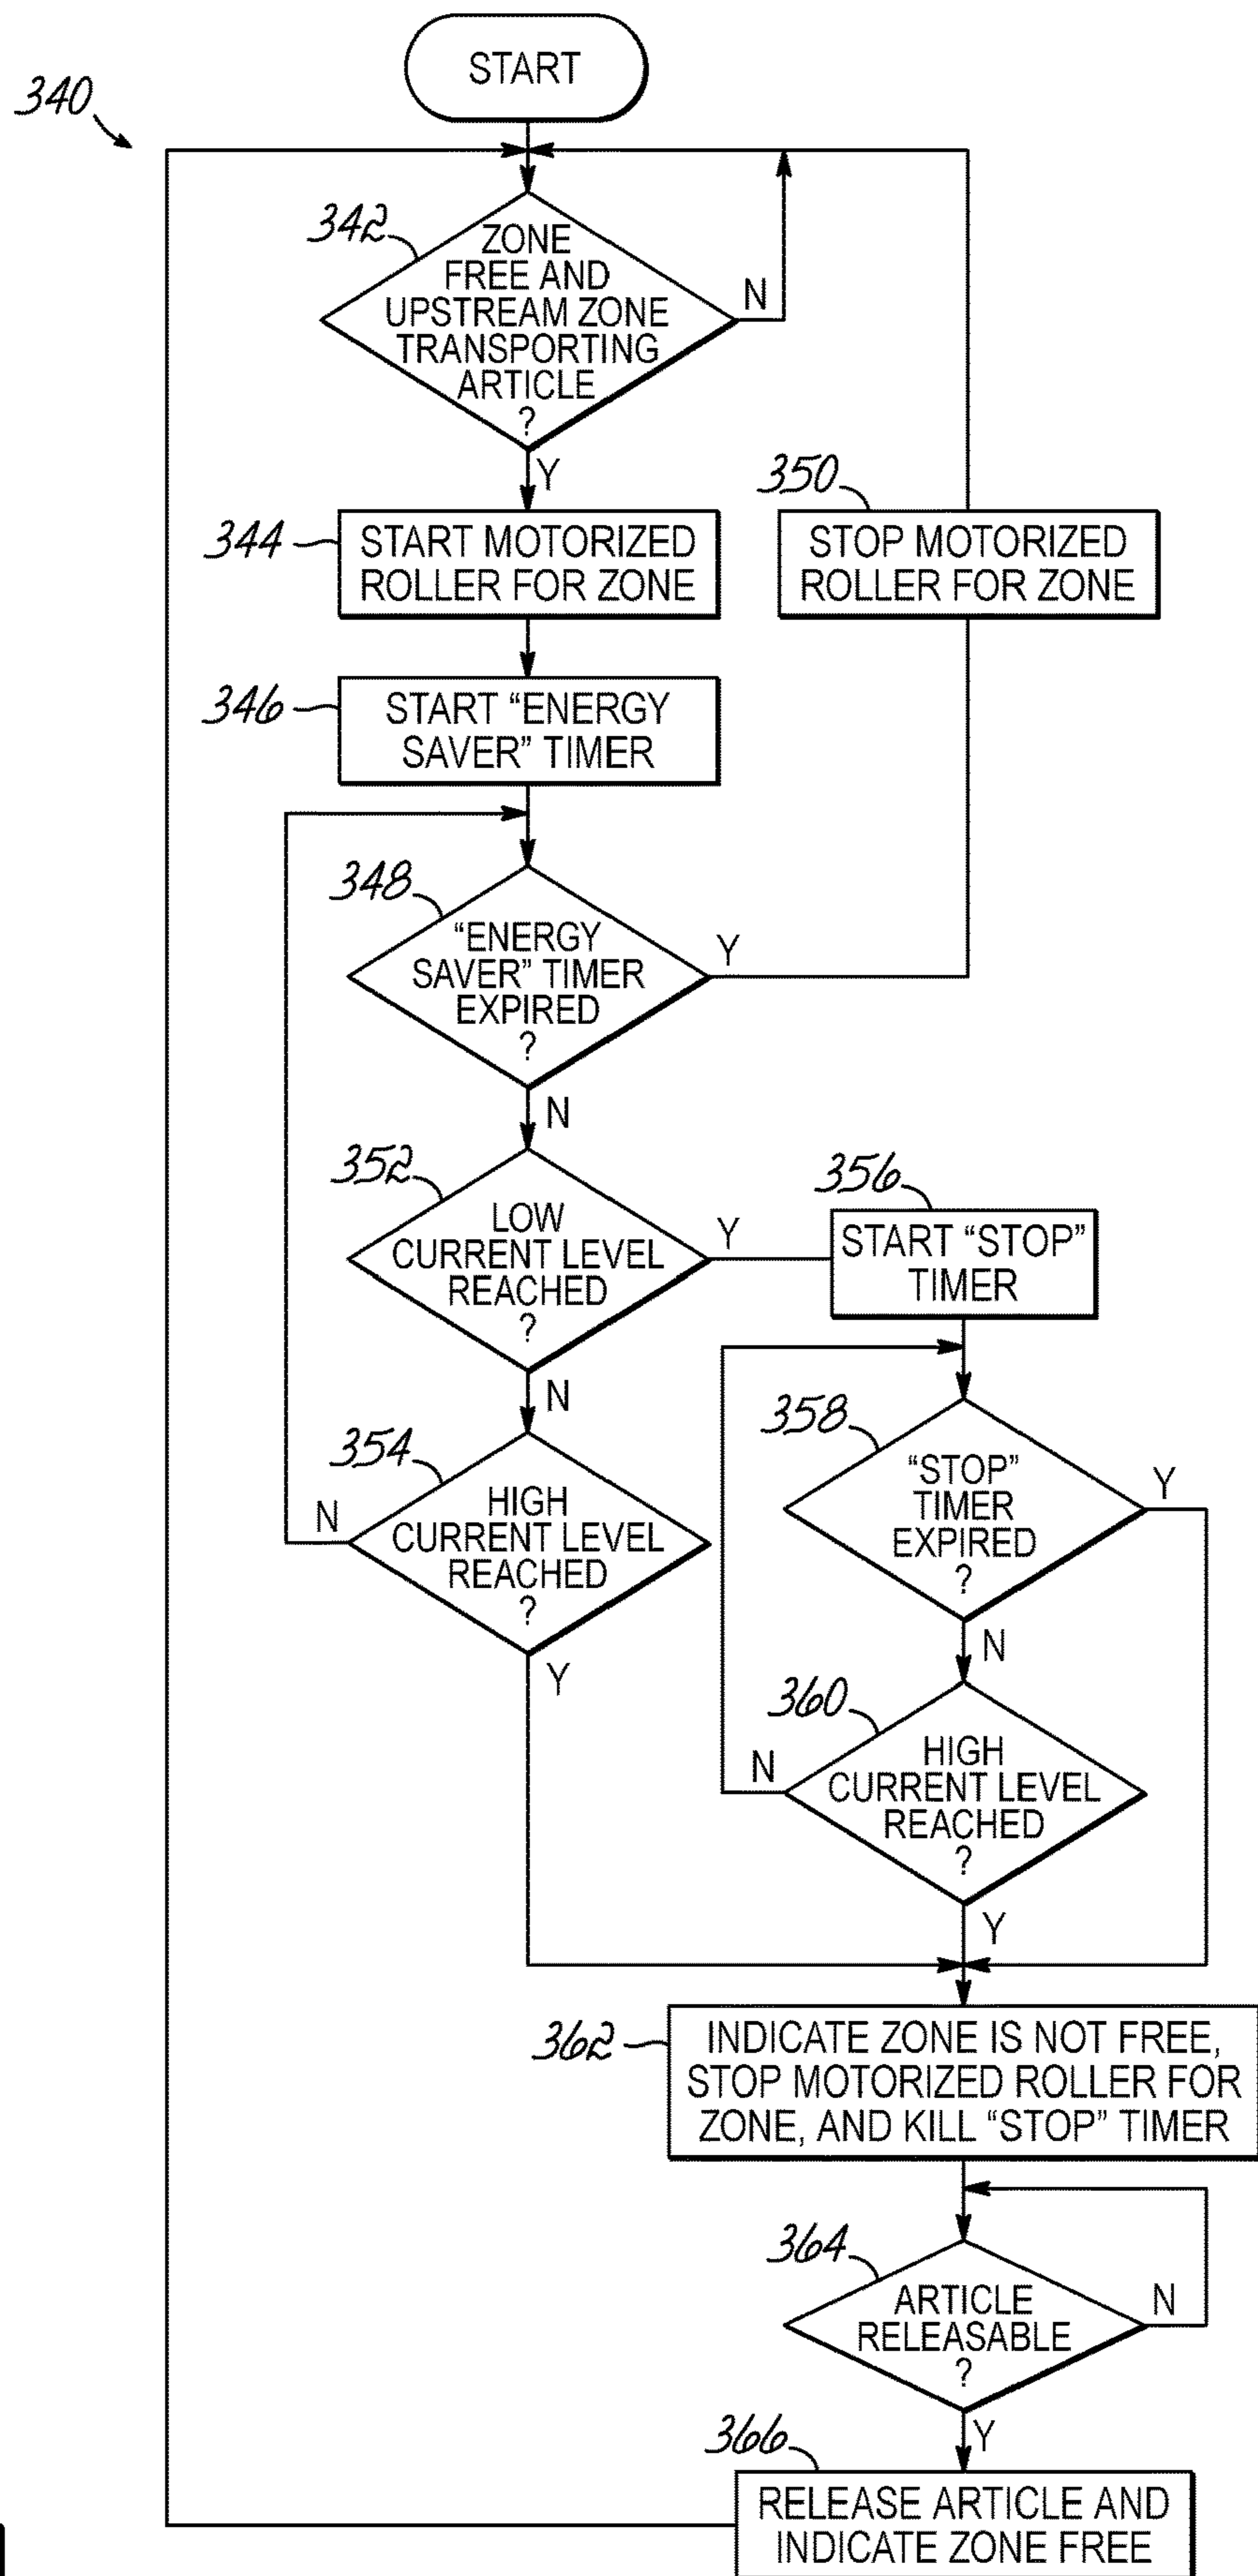 START
340
342
ZONE
FREE AND
UPSTREAM ZONE
TRANSPORTING
ARTICLE
?
N
Y
344
START MOTORIZED
ROLLER FOR ZONE
350
STOP MOTORIZED
ROLLER FOR ZONE
346
START “ENERGY
SAVER” TIMER
348
“ENERGY
SAVER” TIMER
EXPIRED
?
Y
N
352
LOW
CURRENT LEVEL
REACHED
?
Y
N
356
START “STOP”
TIMER
354
HIGH
CURRENT LEVEL
REACHED
?
N
Y
358
“STOP”
TIMER
EXPIRED
?
Y
N
360
HIGH
CURRENT LEVEL
REACHED
?
N
Y
362
INDICATE ZONE IS NOT FREE,
STOP MOTORIZED ROLLER FOR
ZONE, AND KILL “STOP” TIMER
364
ARTICLE
RELEASABLE
?
N
Y
366
RELEASE ARTICLE AND
INDICATE ZONE FREE